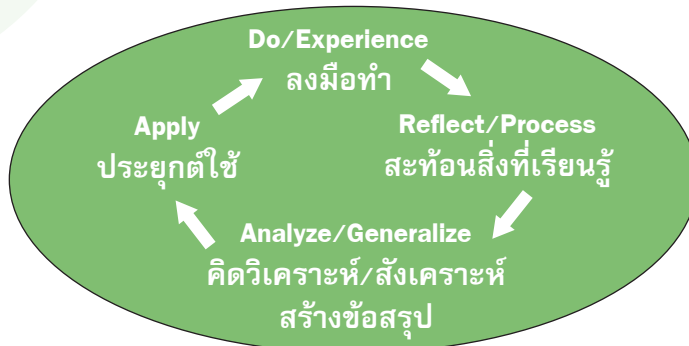 Do/Experience
ลงมือทำ
Reflect/Process
สะท้อนสิ่งที่เรียนรู้
Analyze/Generalize
คิดวิเคราะห์/สังเคราะห์
สร้างข้อสรุป
Apply
ประยุกต์ใช้